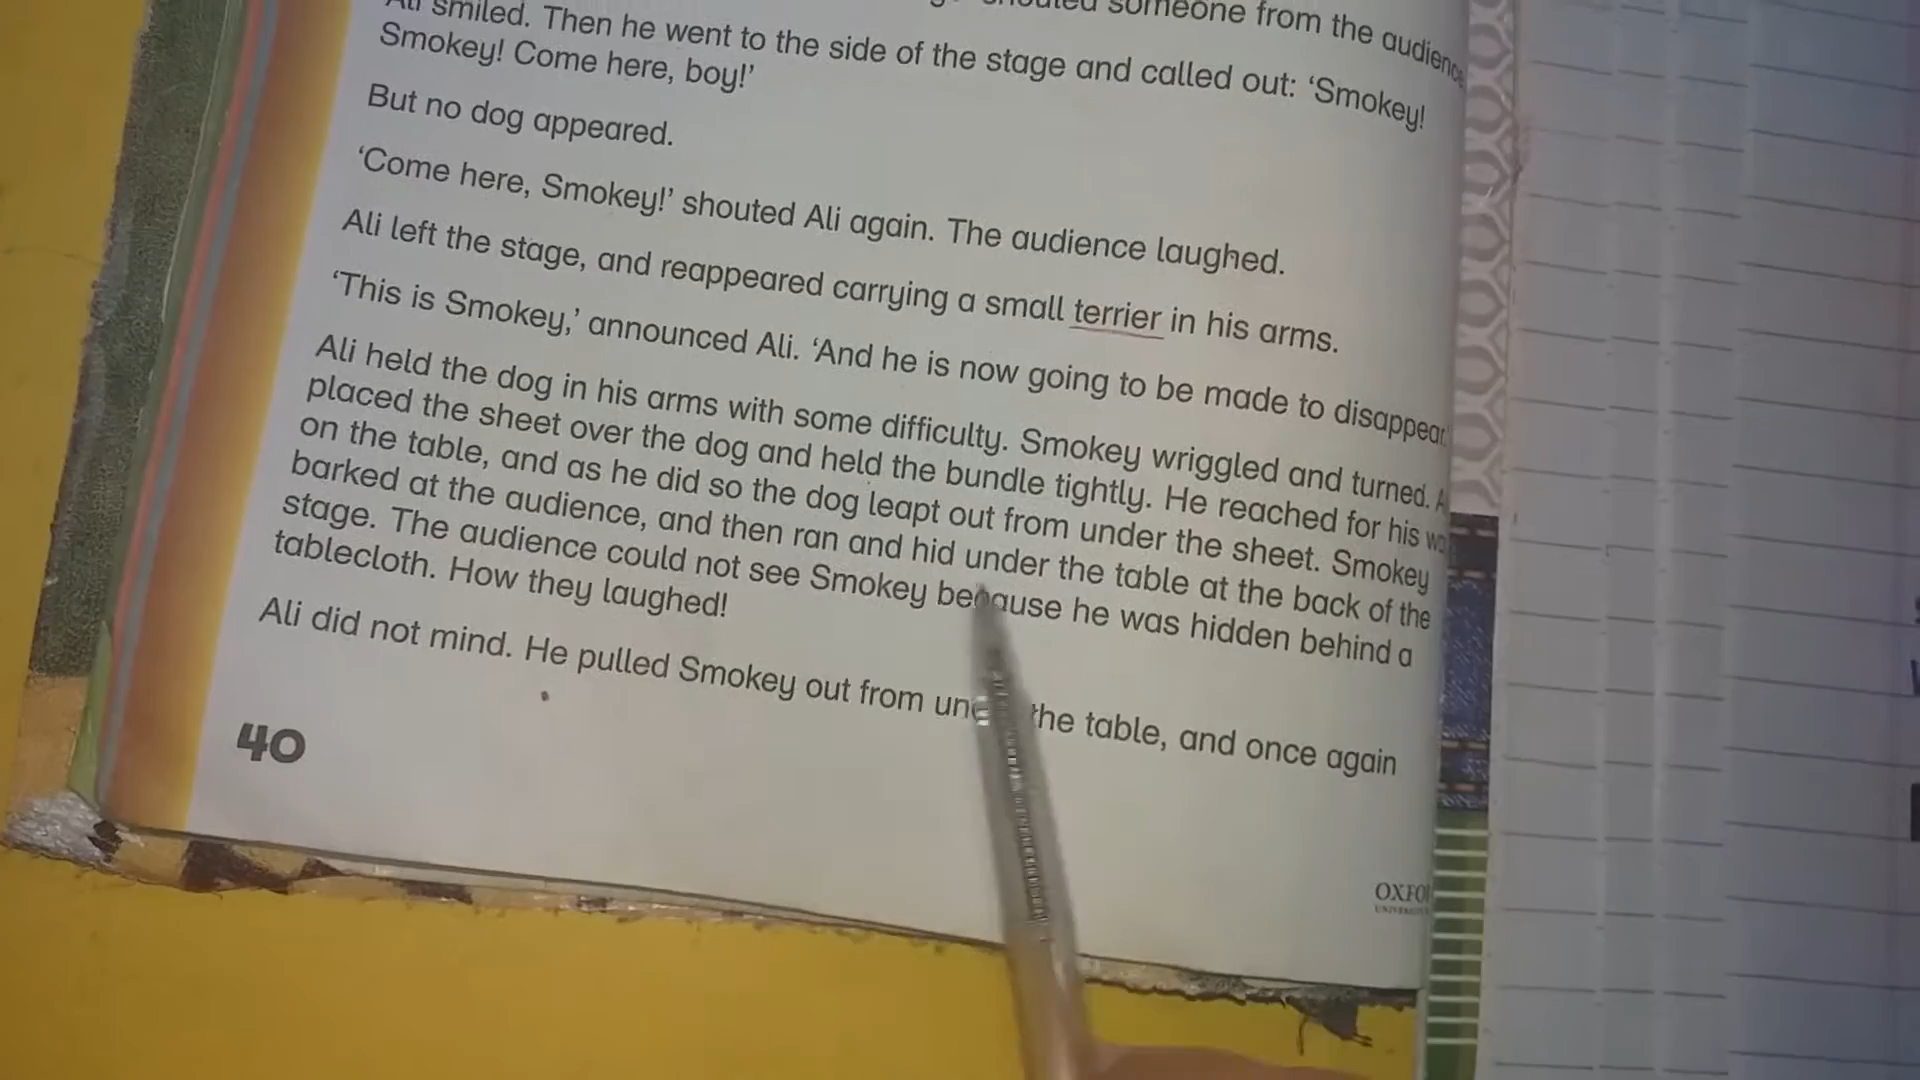 shouted someone from the audience
Ali smiled. Then he went to the side of the stage and called out: ‘Smokey!
Smokey! Come here, boy!’
But no dog appeared.
‘Come here, Smokey!’ shouted Ali again. The audience laughed.
Ali left the stage, and reappeared carrying a small terrier in his arms.
‘This is Smokey,’ announced Ali. ‘And he is now going to be made to disappear.
Ali held the dog in his arms with some difficulty. Smokey wriggled and turned.
placed the sheet over the dog and held the bundle tightly. He reached for his
on the table, and as he did so the dog leapt out from under the sheet. Smokey
barked at the audience, and then ran and hid under the table at the back of the
stage. The audience could not see Smokey because he was hidden behind a
tablecloth. How they laughed!
Ali did not mind. He pulled Smokey out from under the table, and once again
40